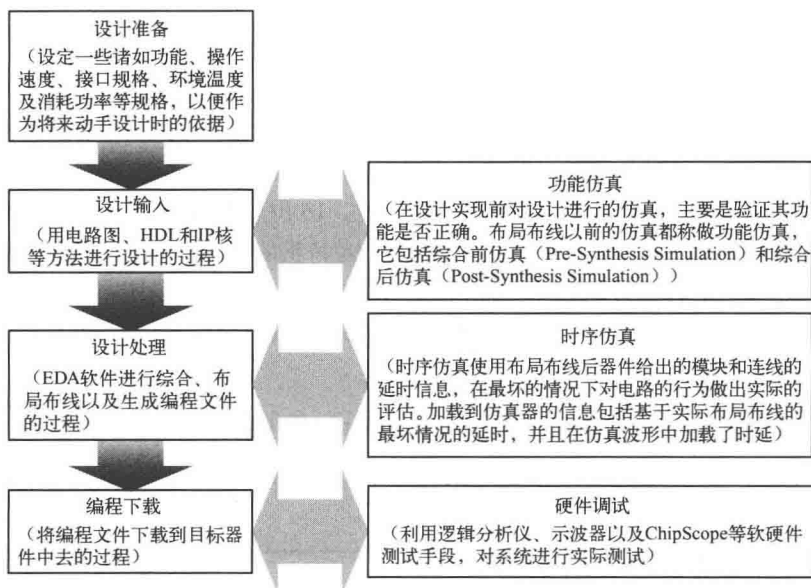 设计准备
（设定一些诸如功能、操作
速度、接口规格、环境温度
及消耗功率等规格，以便作
为将来动手设计时的依据）
设计输入
（用电路图、HDL和IP核
等方法进行设计的过程）
功能仿真
（在设计实现前对设计进行的仿真，主要是验证其功
能是否正确。布局布线以前的仿真都称做功能仿真，
它包括综合前仿真（Pre-Synthesis Simulation）和综合
后仿真（Post-Synthesis Simulation））
设计处理
（EDA软件进行综合、布
局布线以及生成编程文件
的过程）
时序仿真
（时序仿真使用布局布线后器件给出的模块和连线的
延时信息，在最坏的情况下对电路的行为做出实际的
评估。加载到仿真器的信息包括基于实际布局布线的
最坏情况的延时，并且在仿真波形中加载了时延）
编程下载
（将编程文件下载到目标器
件中去的过程）
硬件调试
（利用逻辑分析仪、示波器以及ChipScope等软硬件
测试手段，对系统进行实际测试）